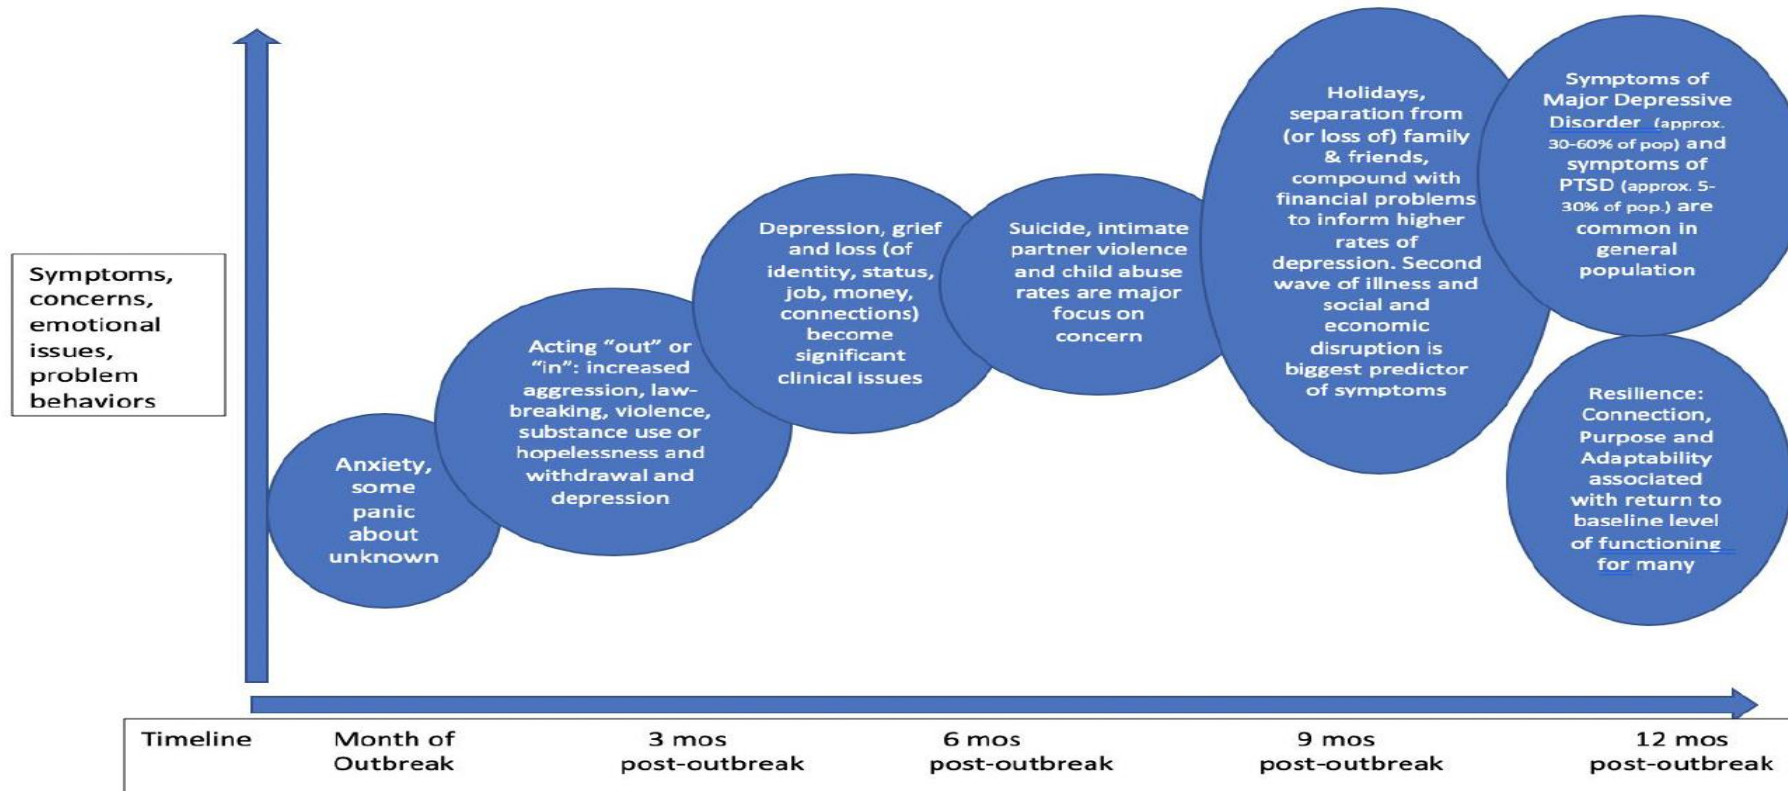 Symptoms,
concerns,
emotional
issues,
problem
behaviors
Anxiety,
some
panic
about
unknown
Acting “out” or
“in”: increased
aggression, law-
breaking, violence,
substance use or
hopelessness and
withdrawal and
depression
Depression, grief
and loss (of
identity, status,
job, money,
connections)
become
significant
clinical issues
Suicide, intimate
partner violence
and child abuse
rates are major
focus on
concern
Holidays,
separation from
(or loss of) family
& friends,
compound with
financial problems
to inform higher
rates of
depression. Second
wave of illness and
social and
economic
disruption is
biggest predictor
of symptoms
Symptoms of
Major Depressive
Disorder (approx.
30-60% of pop) and
symptoms of
PTSD (approx. 5-
30% of pop.) are
common in
general
population
Resilience:
Connection,
Purpose and
Adaptability
associated
with return to
baseline level
of functioning
for many
Timeline
Month of
Outbreak
3 mos
post-outbreak
6 mos
post-outbreak
9 mos
post-outbreak
12 mos
post-outbreak